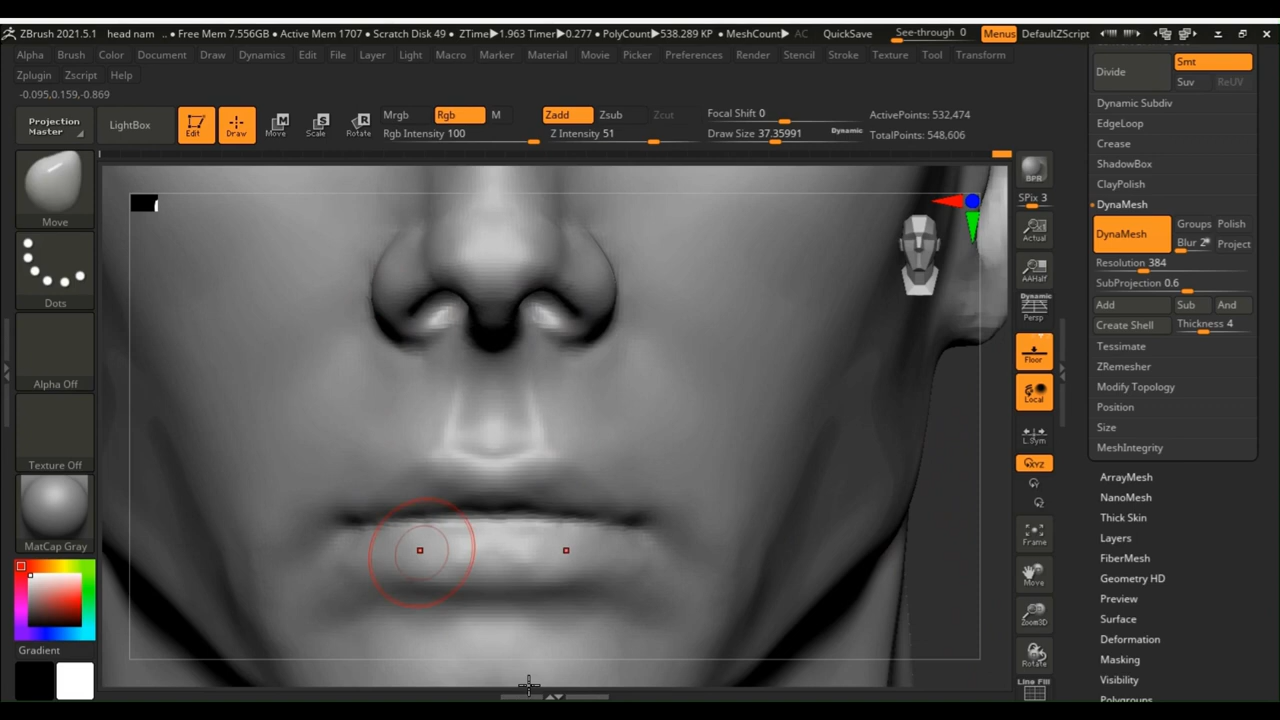 ZBrush 2021.5.1 head nam .. • Free Mem 7.556GB • Active Mem 1707 • Scratch Disk 49 • ZTime▶1.963 Timer▶0.277 • PolyCount▶538.289 KP • MeshCount▶ AC QuickSave See-through 0 Menus DefaultZScript
Alpha Brush Color Document Draw Dynamics Edit File Layer Light Macro Marker Material Movie Picker Preferences Render Stencil Stroke Texture Tool Transform
Zplugin Zscript Help
-0.095,0.159,-0.869
Projection Master
LightBox
Edit
Draw
Move
Scale
Rotate
Mrgb Rgb M
Rgb Intensity 100
Zadd Zsub Zcut
Z Intensity 51
Focal Shift 0
Draw Size 37.35991 Dynamic
ActivePoints: 532,474
TotalPoints: 548,606
Move
Dots
Alpha Off
Texture Off
MatCap Gray
Gradient
BPR
SPix 3
Actual
AAHalf
Dynamic
Persp
Floor
Local
L.Sym
XYZ
Y
Z
Frame
Move
Zoom3D
Rotate
Line Fill
Divide
Smt
Suv ReUV
Dynamic Subdiv
EdgeLoop
Crease
ShadowBox
ClayPolish
DynaMesh
DynaMesh
Groups Polish
Blur 2 Project
Resolution 384
SubProjection 0.6
Add Sub And
Create Shell Thickness 4
Tessimate
ZRemesher
Modify Topology
Position
Size
MeshIntegrity
ArrayMesh
NanoMesh
Thick Skin
Layers
FiberMesh
Geometry HD
Preview
Surface
Deformation
Masking
Visibility
Polygroups